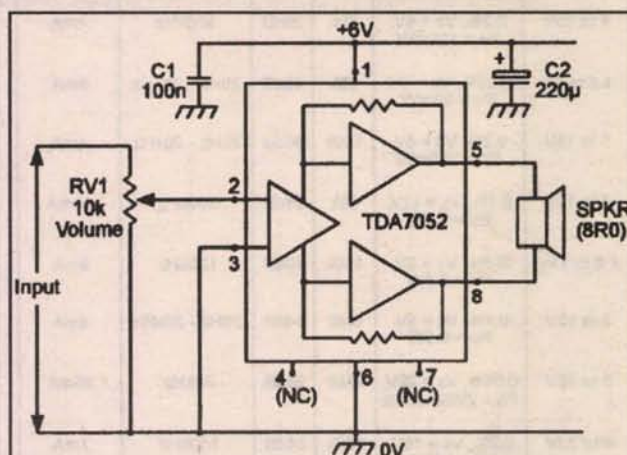 +6V
C1
100n
1
+
C2
220µ
5
RV1
10k
Volume
2
TDA7052
SPKR
(8R0)
3
Input
8
4
6
7
(NC)
(NC)
0V